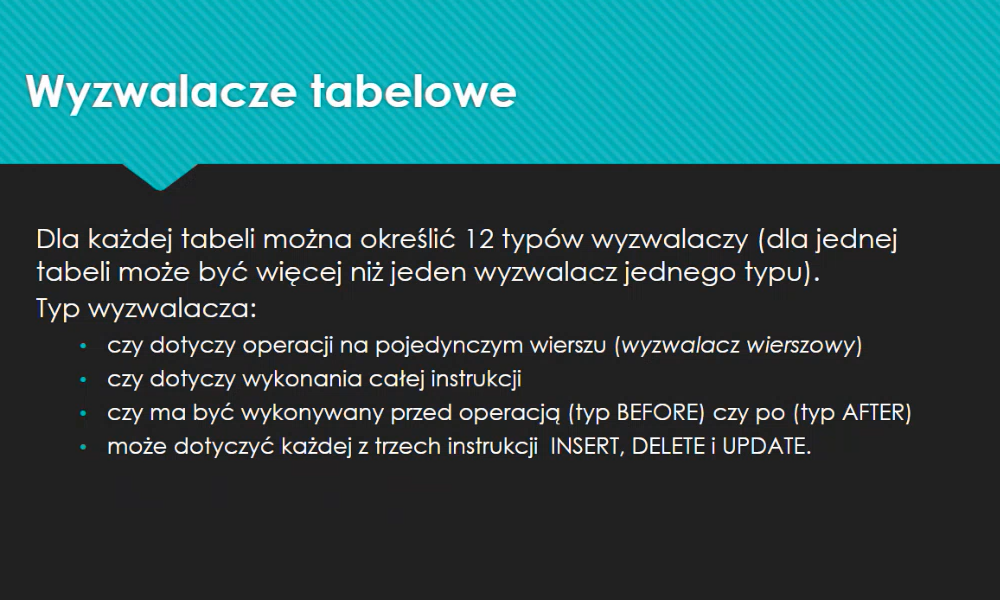 Wyzwalacze tabelowe
Dla każdej tabeli można określić 12 typów wyzwalaczy (dla jednej
tabeli może być więcej niż jeden wyzwalacz jednego typu).
Typ wyzwalacza:
• czy dotyczy operacji na pojedynczym wierszu (wyzwalacz wierszowy)
• czy dotyczy wykonania całej instrukcji
• czy ma być wykonywany przed operacją (typ BEFORE) czy po (typ AFTER)
• może dotyczyć każdej z trzech instrukcji  INSERT, DELETE i UPDATE.